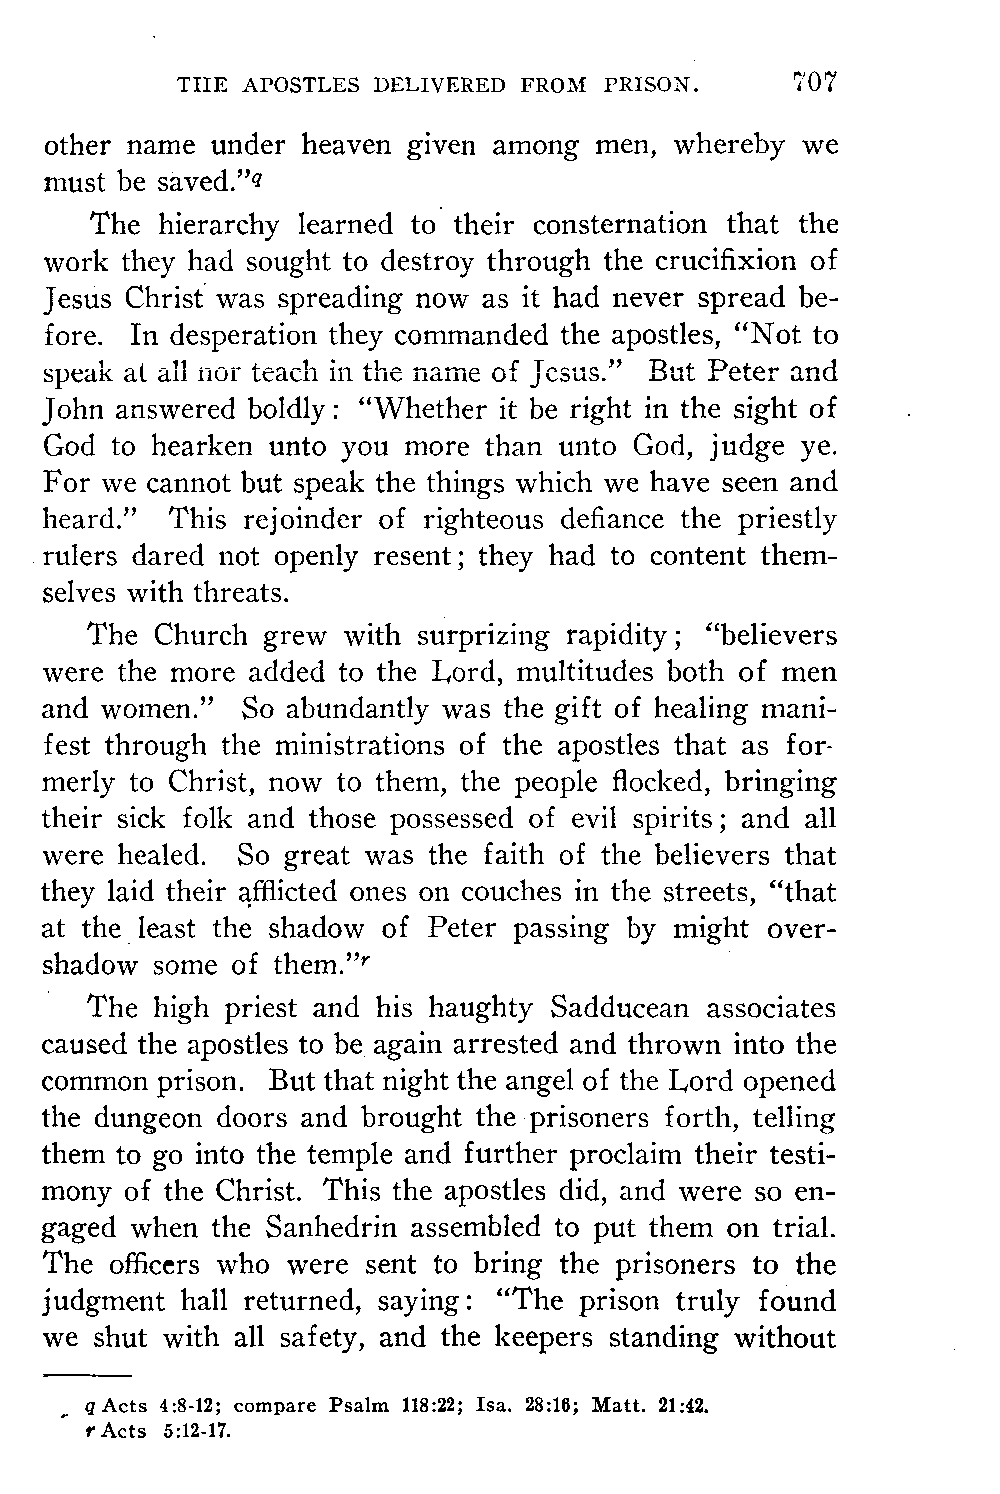 THE APOSTLES DELIVERED FROM PRISON. 707
other name under heaven given among men, whereby we
must be saved."q
The hierarchy learned to their consternation that the
work they had sought to destroy through the crucifixion of
Jesus Christ was spreading now as it had never spread be-
fore. In desperation they commanded the apostles, "Not to
speak at all nor teach in the name of Jesus." But Peter and
John answered boldly: "Whether it be right in the sight of
God to hearken unto you more than unto God, judge ye.
For we cannot but speak the things which we have seen and
heard." This rejoinder of righteous defiance the priestly
rulers dared not openly resent; they had to content them-
selves with threats.
The Church grew with surprizing rapidity; "believers
were the more added to the Lord, multitudes both of men
and women." So abundantly was the gift of healing mani-
fest through the ministrations of the apostles that as for-
merly to Christ, now to them, the people flocked, bringing
their sick folk and those possessed of evil spirits; and all
were healed. So great was the faith of the believers that
they laid their afflicted ones on couches in the streets, "that
at the least the shadow of Peter passing by might over-
shadow some of them."r
The high priest and his haughty Sadducean associates
caused the apostles to be again arrested and thrown into the
common prison. But that night the angel of the Lord opened
the dungeon doors and brought the prisoners forth, telling
them to go into the temple and further proclaim their testi-
mony of the Christ. This the apostles did, and were so en-
gaged when the Sanhedrin assembled to put them on trial.
The officers who were sent to bring the prisoners to the
judgment hall returned, saying: "The prison truly found
we shut with all safety, and the keepers standing without
q Acts 4:8-12; compare Psalm 118:22; Isa. 28:16; Matt. 21:42.
r Acts 5:12-17.